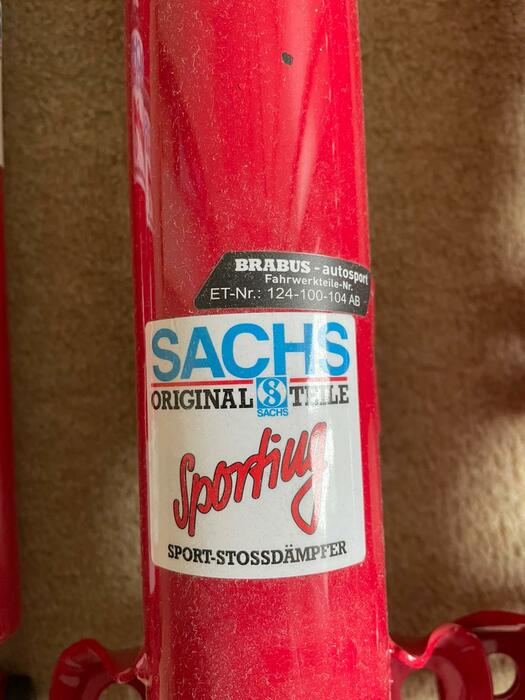 BRABUS - autosport
Fahrwerkteile-Nr.
ET-Nr.: 124-100-104 AB
SACHS
ORIGINAL TEILE
SACHS
Sporting
SPORT-STOSSDÄMPFER